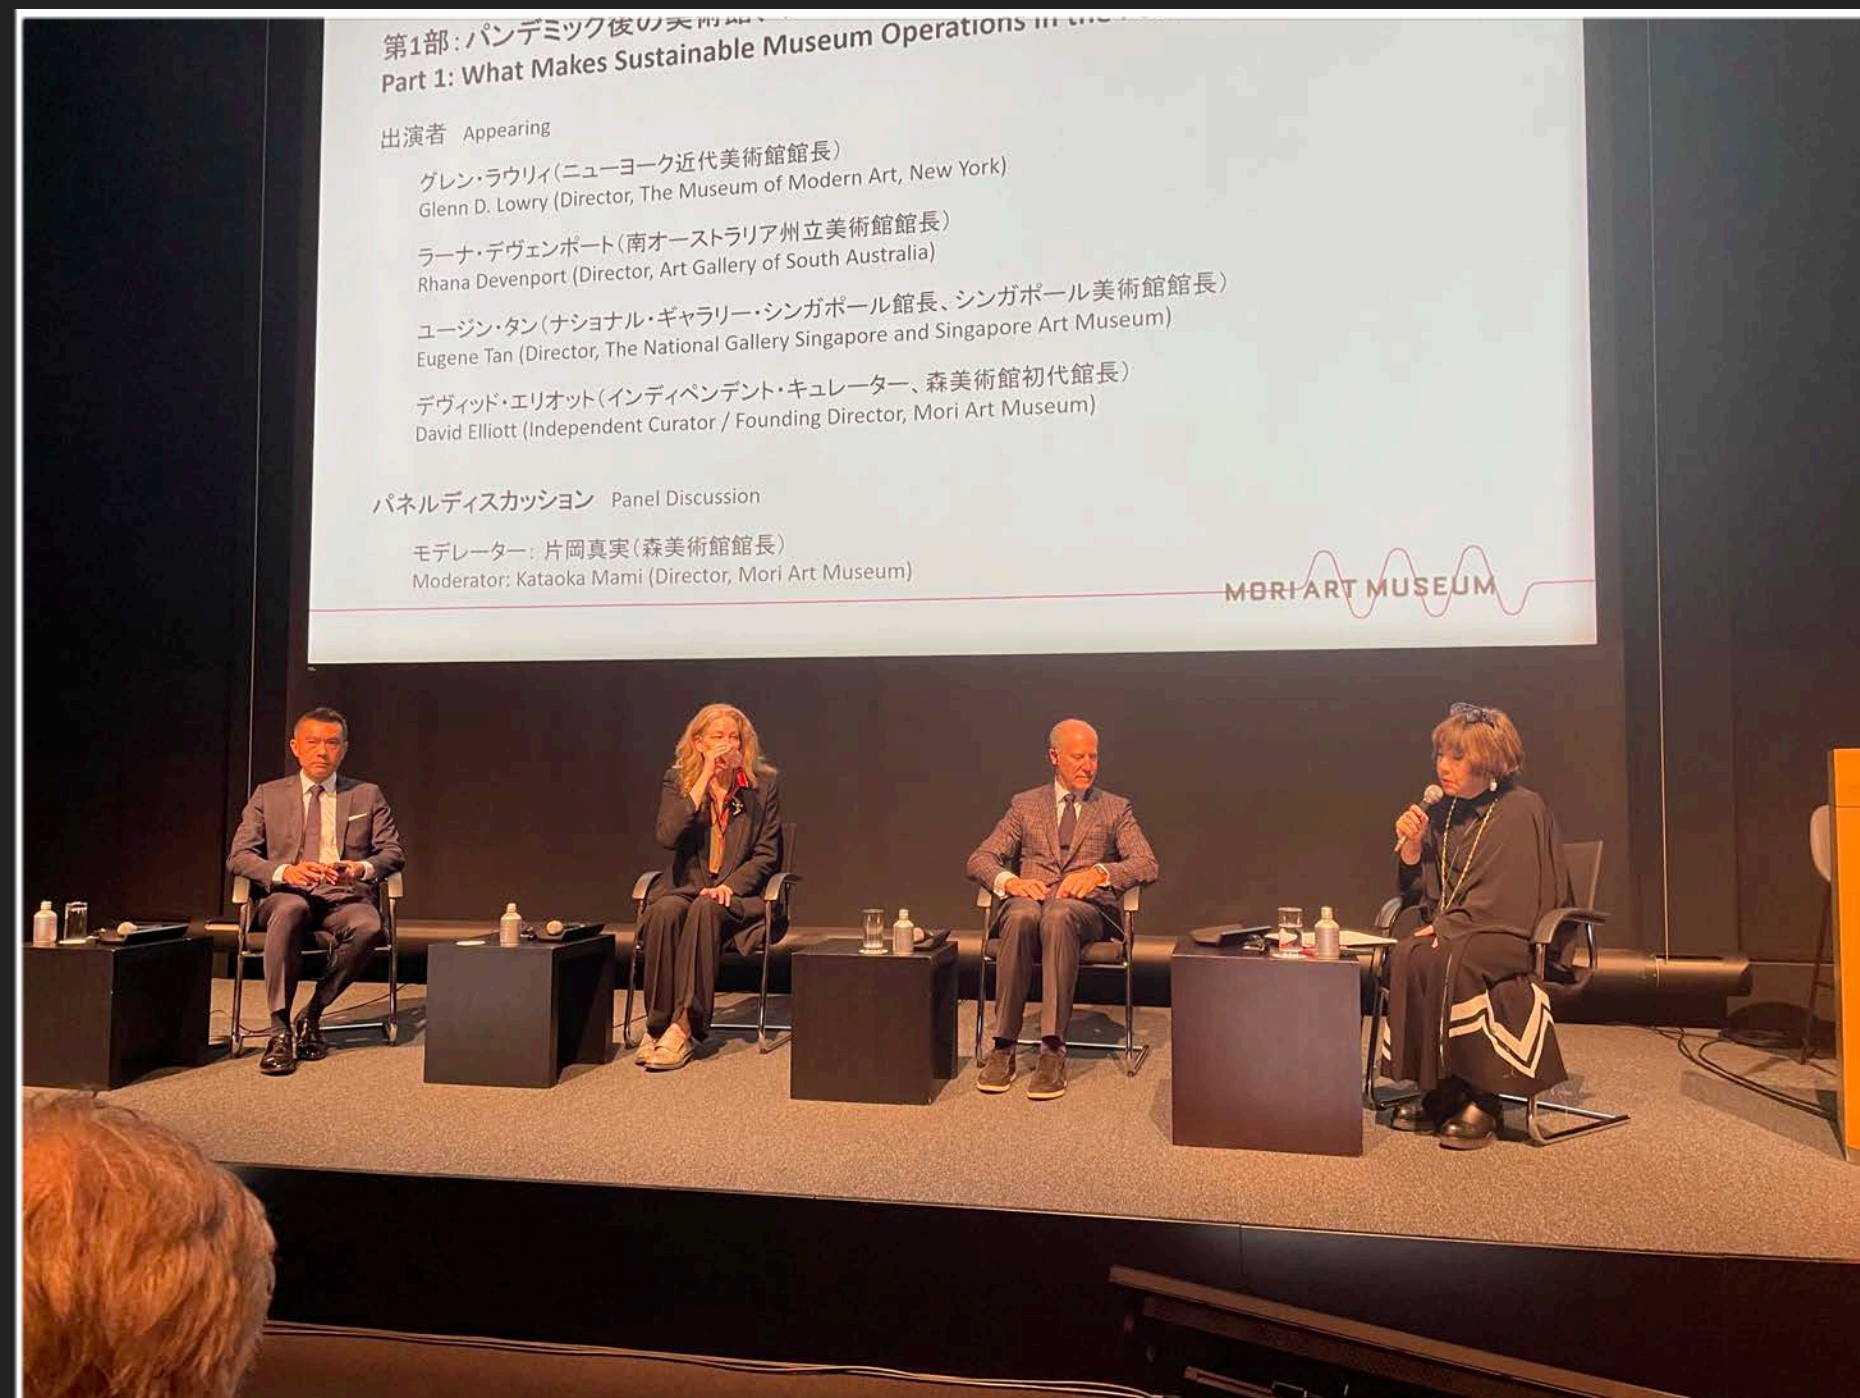 第1部：パンデミック後の美術館、
Part 1: What Makes Sustainable Museum Operations in the
出演者 Appearing
グレン・ラウリィ（ニューヨーク近代美術館館長）
Glenn D. Lowry (Director, The Museum of Modern Art, New York)
ラーナ・デヴェンポート（南オーストラリア州立美術館館長）
Rhana Devenport (Director, Art Gallery of South Australia)
ユージン・タン（ナショナル・ギャラリー・シンガポール館長、シンガポール美術館館長）
Eugene Tan (Director, The National Gallery Singapore and Singapore Art Museum)
デヴィッド・エリオット（インディペンデント・キュレーター、森美術館初代館長）
David Elliott (Independent Curator / Founding Director, Mori Art Museum)
パネルディスカッション Panel Discussion
モデレーター：片岡真実（森美術館館長）
Moderator: Kataoka Mami (Director, Mori Art Museum)
MORI ART MUSEUM